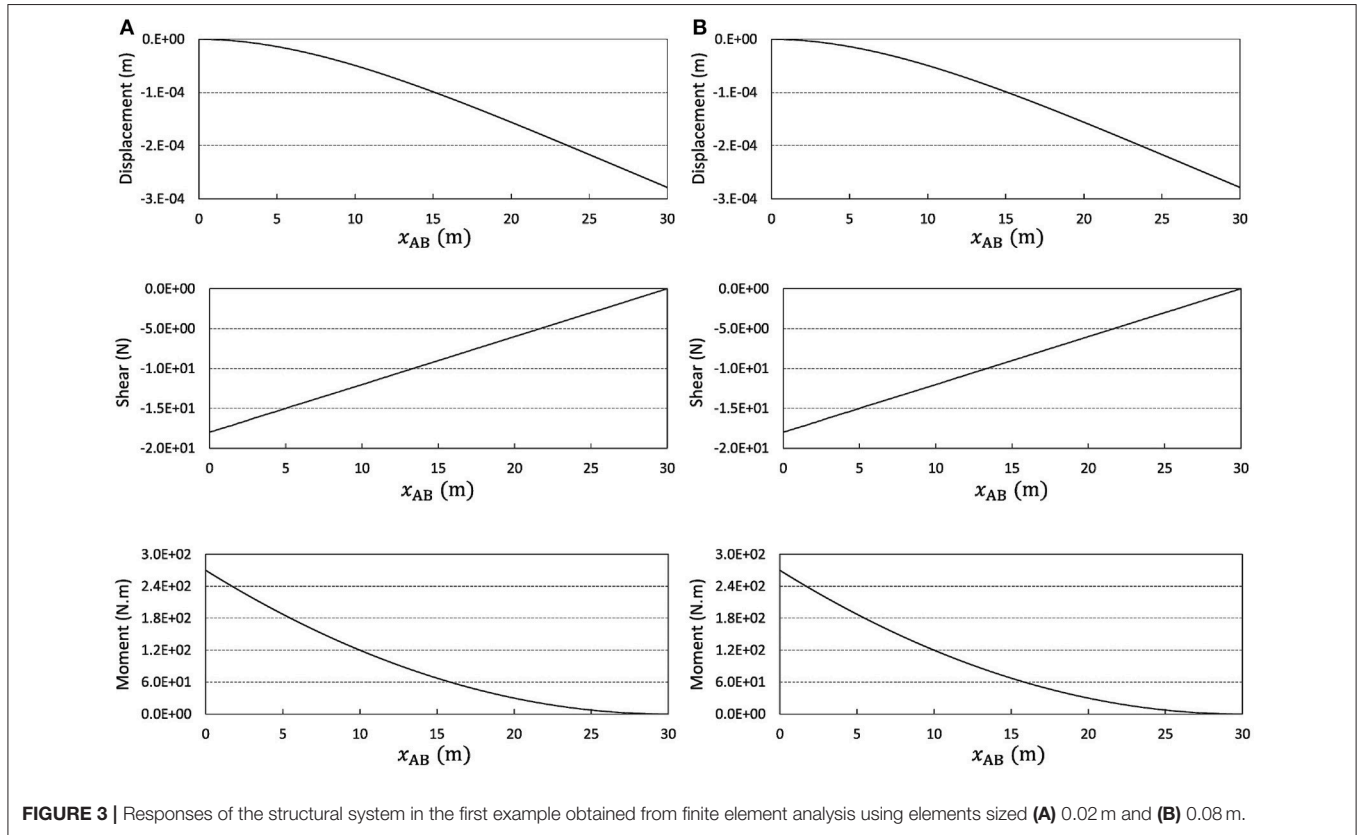 A
0.E+00
-1.E-04
-2.E-04
-3.E-04
Displacement (m)
0 5 10 15 20 25 30
x_AB (m)
B
0.E+00
-1.E-04
-2.E-04
-3.E-04
Displacement (m)
0 5 10 15 20 25 30
x_AB (m)
0.0E+00
-5.0E+00
-1.0E+01
-1.5E+01
-2.0E+01
Shear (N)
0 5 10 15 20 25 30
x_AB (m)
0.0E+00
-5.0E+00
-1.0E+01
-1.5E+01
-2.0E+01
Shear (N)
0 5 10 15 20 25 30
x_AB (m)
3.0E+02
2.4E+02
1.8E+02
1.2E+02
6.0E+01
0.0E+00
Moment (N.m)
0 5 10 15 20 25 30
x_AB (m)
3.0E+02
2.4E+02
1.8E+02
1.2E+02
6.0E+01
0.0E+00
Moment (N.m)
0 5 10 15 20 25 30
x_AB (m)
FIGURE 3 | Responses of the structural system in the first example obtained from finite element analysis using elements sized (A) 0.02 m and (B) 0.08 m.